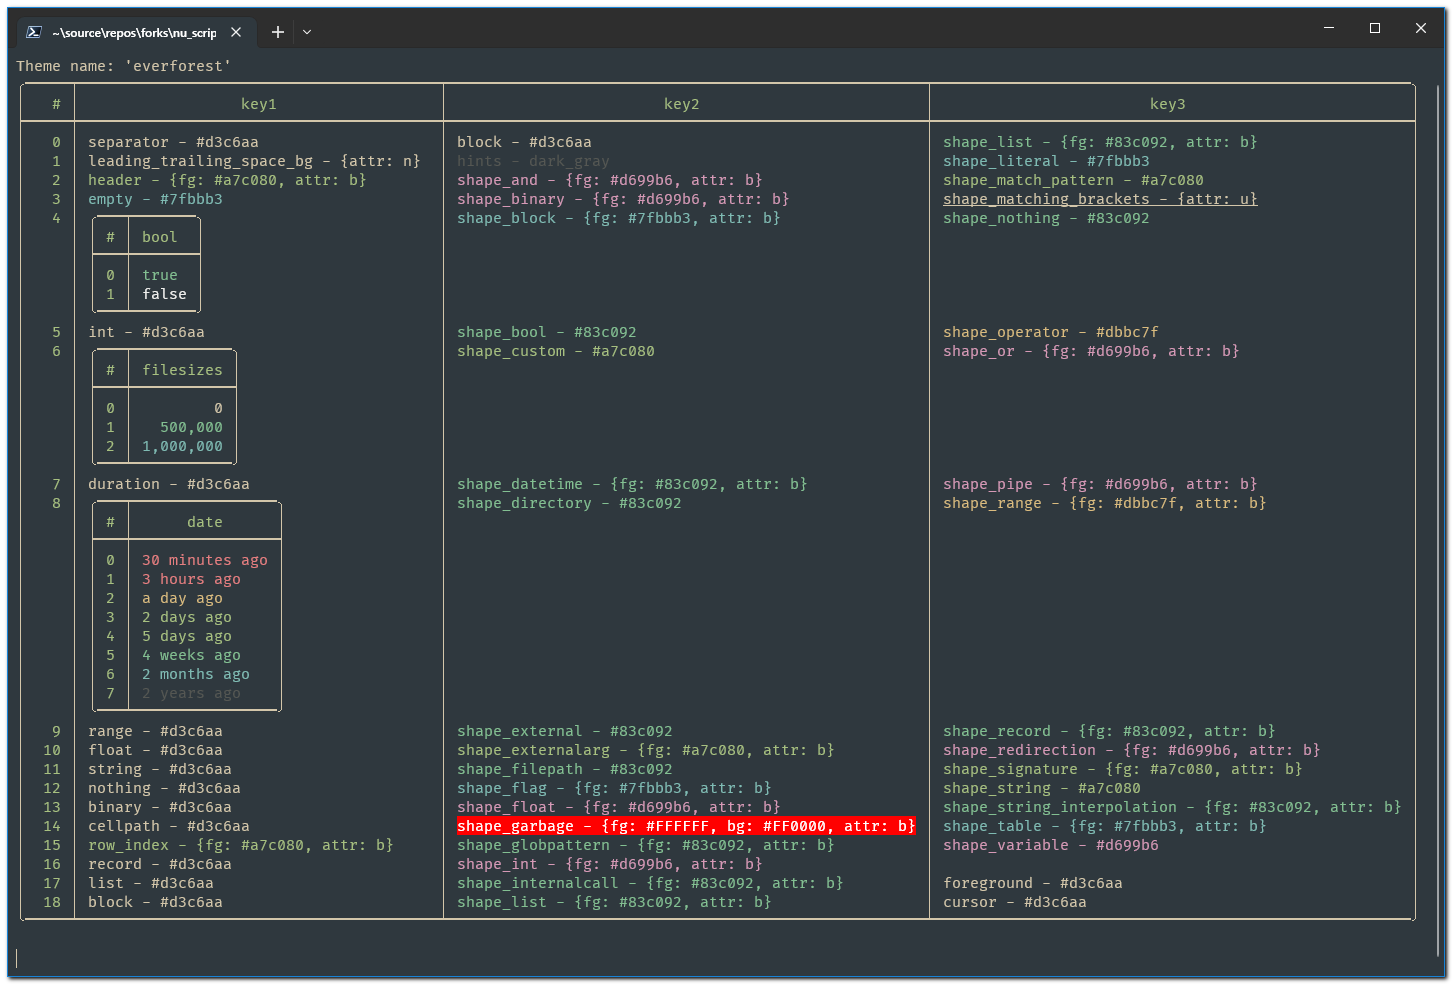 ~\source\repos\forks\nu_scrip
Theme name: 'everforest'
# key1 key2 key3
0 separator - #d3c6aa block - #d3c6aa shape_list - {fg: #83c092, attr: b}
1 leading_trailing_space_bg - {attr: n} hints - dark_gray shape_literal - #7fbbb3
2 header - {fg: #a7c080, attr: b} shape_and - {fg: #d699b6, attr: b} shape_match_pattern - #a7c080
3 empty - #7fbbb3 shape_binary - {fg: #d699b6, attr: b} shape_matching_brackets - {attr: u}
4 shape_block - {fg: #7fbbb3, attr: b} shape_nothing - #83c092
# bool
0 true
1 false
5 int - #d3c6aa shape_bool - #83c092 shape_operator - #dbbc7f
6 shape_custom - #a7c080 shape_or - {fg: #d699b6, attr: b}
# filesizes
0 0
1 500,000
2 1,000,000
7 duration - #d3c6aa shape_datetime - {fg: #83c092, attr: b} shape_pipe - {fg: #d699b6, attr: b}
8 shape_directory - #83c092 shape_range - {fg: #dbbc7f, attr: b}
# date
0 30 minutes ago
1 3 hours ago
2 a day ago
3 2 days ago
4 5 days ago
5 4 weeks ago
6 2 months ago
7 2 years ago
9 range - #d3c6aa shape_external - #83c092 shape_record - {fg: #83c092, attr: b}
10 float - #d3c6aa shape_externalarg - {fg: #a7c080, attr: b} shape_redirection - {fg: #d699b6, attr: b}
11 string - #d3c6aa shape_filepath - #83c092 shape_signature - {fg: #a7c080, attr: b}
12 nothing - #d3c6aa shape_flag - {fg: #7fbbb3, attr: b} shape_string - #a7c080
13 binary - #d3c6aa shape_float - {fg: #d699b6, attr: b} shape_string_interpolation - {fg: #83c092, attr: b}
14 cellpath - #d3c6aa shape_garbage - {fg: #FFFFFF, bg: #FF0000, attr: b} shape_table - {fg: #7fbbb3, attr: b}
15 row_index - {fg: #a7c080, attr: b} shape_globpattern - {fg: #83c092, attr: b} shape_variable - #d699b6
16 record - #d3c6aa shape_int - {fg: #d699b6, attr: b}
17 list - #d3c6aa shape_internalcall - {fg: #83c092, attr: b} foreground - #d3c6aa
18 block - #d3c6aa shape_list - {fg: #83c092, attr: b} cursor - #d3c6aa